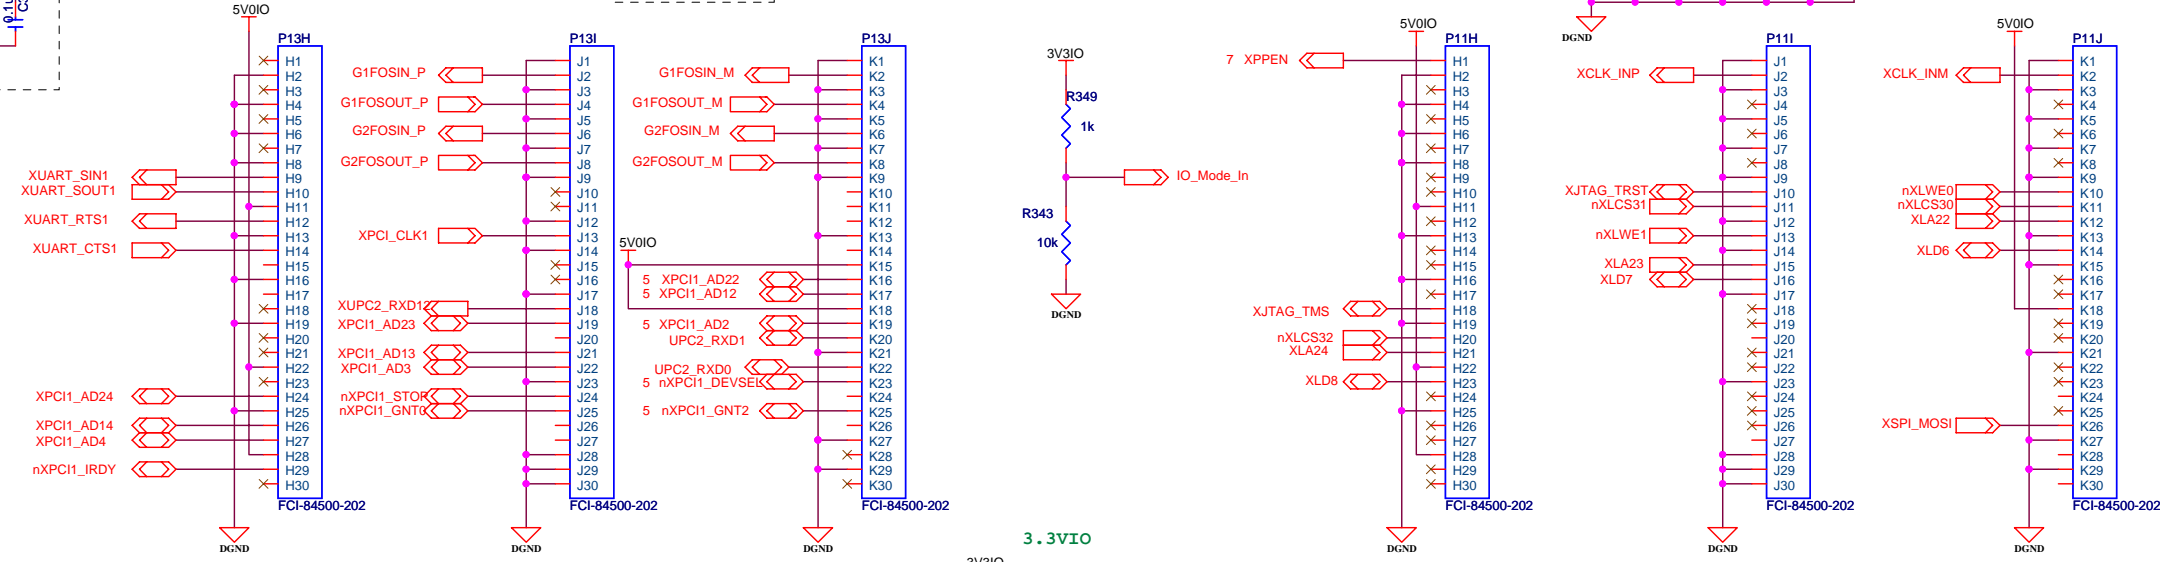 0.1u
5V0IO
P13H
H1
H2
H3
H4
H5
H6
H7
H8
XUART_SIN1 H9
XUART_SOUT1 H10
H11
XUART_RTS1 H12
H13
XUART_CTS1 H14
H15
H16
H17
H18
H19
H20
H21
H22
H23
XPCI1_AD24 H24
H25
XPCI1_AD14 H26
XPCI1_AD4 H27
H28
nXPCI1_IRDY H29
H30
FCI-84500-202
DGND
P13I
J1
G1FOSIN_P J2
J3
G1FOSOUT_P J4
J5
G2FOSIN_P J6
J7
G2FOSOUT_P J8
J9
J10
J11
J12
XPCI_CLK1 J13
J14
J15
J16
J17
XUPC2_RXD12 J18
XPCI1_AD23 J19
J20
XPCI1_AD13 J21
XPCI1_AD3 J22
J23
nXPCI1_STOP J24
nXPCI1_GNT0 J25
J26
J27
J28
J29
J30
FCI-84500-202
DGND
P13J
K1
G1FOSIN_M K2
K3
G1FOSOUT_M K4
K5
G2FOSIN_M K6
K7
G2FOSOUT_M K8
K9
K10
K11
K12
K13
5V0IO K14
K15
5 XPCI1_AD22 K16
5 XPCI1_AD12 K17
K18
5 XPCI1_AD2 K19
UPC2_RXD1 K20
K21
UPC2_RXD0 K22
5 nXPCI1_DEVSEL K23
K24
5 nXPCI1_GNT2 K25
K26
K27
K28
K29
K30
FCI-84500-202
DGND
3V3IO
R349
1k
IO_Mode_In
R343
10k
DGND
3.3VIO
3V3IO
5V0IO
P11H
7 XPPEN H1
H2
H3
H4
H5
H6
H7
H8
H9
H10
H11
H12
H13
H14
H15
H16
H17
XJTAG_TMS H18
H19
nXLCS32 H20
XLA24 H21
H22
XLD8 H23
H24
H25
H26
H27
H28
H29
H30
FCI-84500-202
DGND
DGND
P11I
J1
XCLK_INP J2
J3
J4
J5
J6
J7
J8
J9
XJTAG_TRST J10
nXLCS31 J11
J12
nXLWE1 J13
J14
XLA23 J15
XLD7 J16
J17
J18
J19
J20
J21
J22
J23
J24
J25
J26
J27
J28
J29
J30
FCI-84500-202
DGND
5V0IO
P11J
K1
XCLK_INM K2
K3
K4
K5
K6
K7
K8
K9
nXLWE0 K10
nXLCS30 K11
XLA22 K12
K13
XLD6 K14
K15
K16
K17
K18
K19
K20
K21
K22
K23
K24
K25
XSPI_MOSI K26
K27
K28
K29
K30
FCI-84500-202
DGND